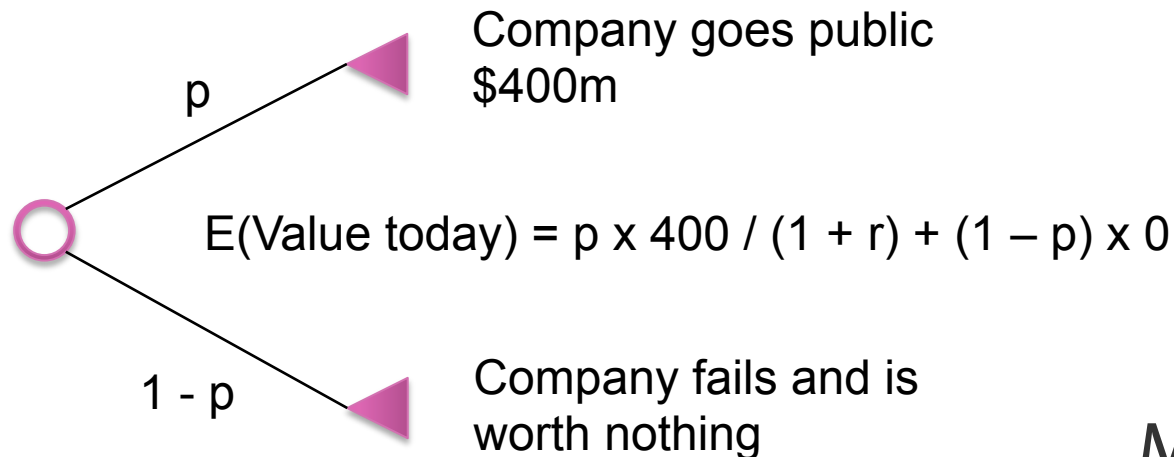 Company goes public
$400m
p
E(Value today) = p x 400 / (1 + r) + (1 – p) x 0
1 - p
Company fails and is
worth nothing